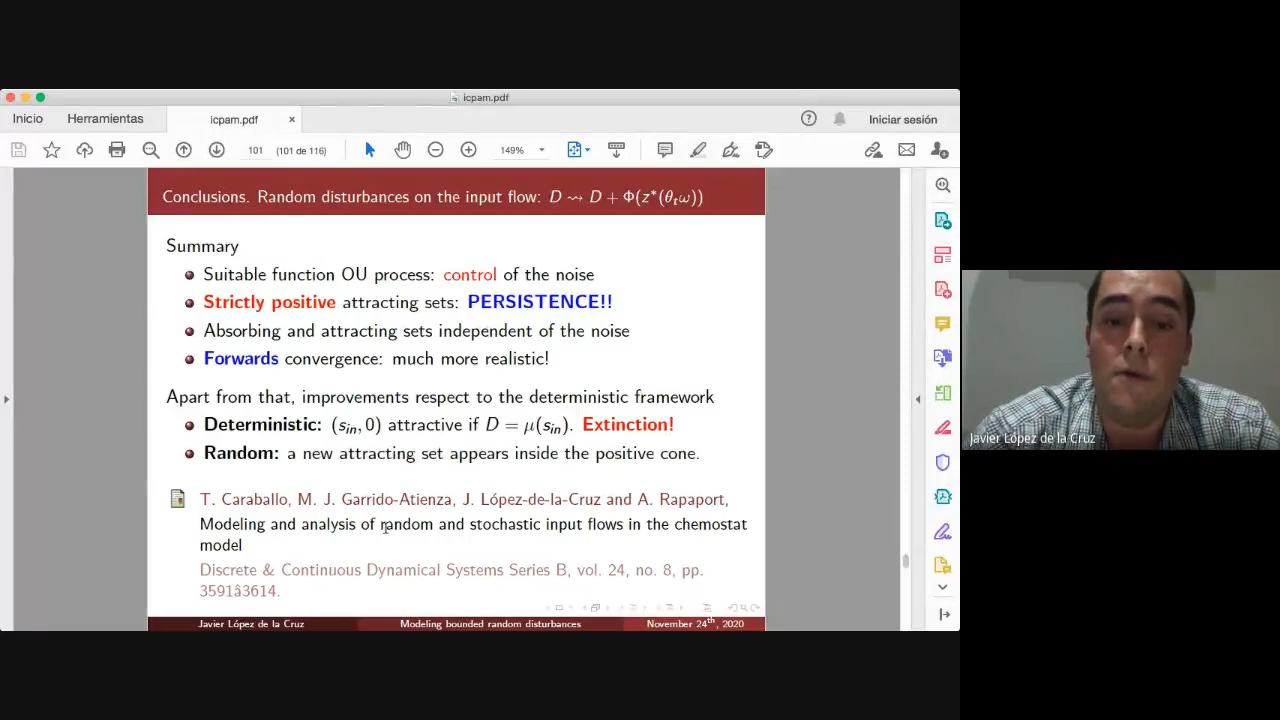 icpam.pdf
Inicio Herramientas icpam.pdf × Iniciar sesión
101 (101 de 116) 149%
Conclusions. Random disturbances on the input flow: D ⇝ D + Φ(z*(θₜω))
Summary
Suitable function OU process: control of the noise
Strictly positive attracting sets: PERSISTENCE!!
Absorbing and attracting sets independent of the noise
Forwards convergence: much more realistic!
Apart from that, improvements respect to the deterministic framework
Deterministic: (sᵢₙ, 0) attractive if D = μ(sᵢₙ). Extinction!
Random: a new attracting set appears inside the positive cone.
T. Caraballo, M. J. Garrido-Atienza, J. López-de-la-Cruz and A. Rapaport,
Modeling and analysis of random and stochastic input flows in the chemostat
model
Discrete & Continuous Dynamical Systems Series B, vol. 24, no. 8, pp.
3591â3614.
Javier López de la Cruz Modeling bounded random disturbances November 24th, 2020
Javier López de la Cruz